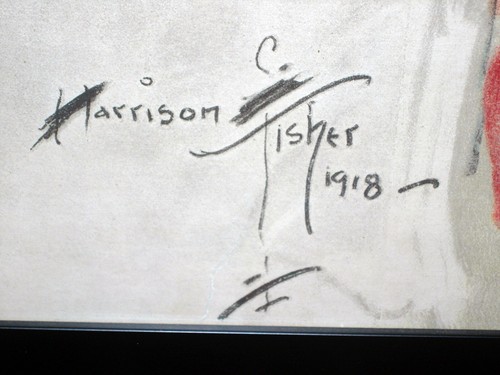 Harrison
C.
Fisher
1918 –